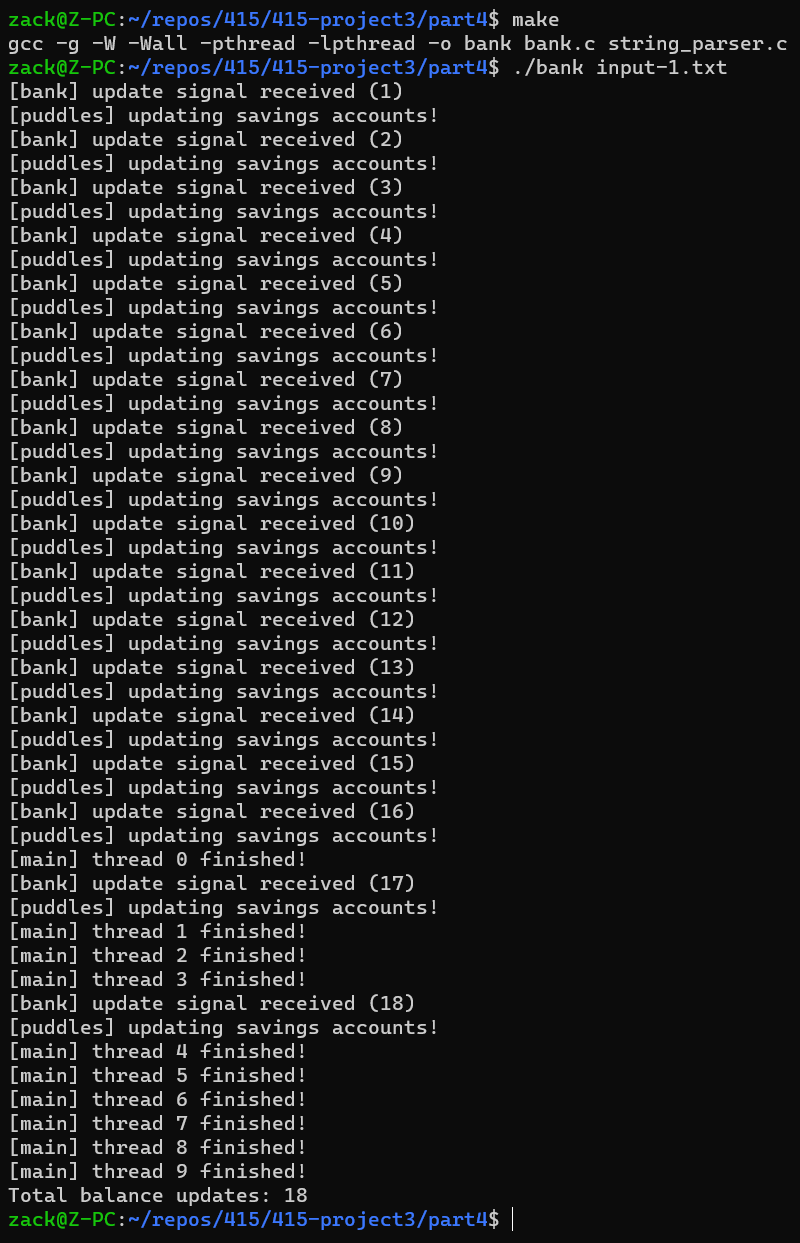 zack@Z-PC:~/repos/415/415-project3/part4$ make
gcc -g -W -Wall -pthread -lpthread -o bank bank.c string_parser.c
zack@Z-PC:~/repos/415/415-project3/part4$ ./bank input-1.txt
[bank] update signal received (1)
[puddles] updating savings accounts!
[bank] update signal received (2)
[puddles] updating savings accounts!
[bank] update signal received (3)
[puddles] updating savings accounts!
[bank] update signal received (4)
[puddles] updating savings accounts!
[bank] update signal received (5)
[puddles] updating savings accounts!
[bank] update signal received (6)
[puddles] updating savings accounts!
[bank] update signal received (7)
[puddles] updating savings accounts!
[bank] update signal received (8)
[puddles] updating savings accounts!
[bank] update signal received (9)
[puddles] updating savings accounts!
[bank] update signal received (10)
[puddles] updating savings accounts!
[bank] update signal received (11)
[puddles] updating savings accounts!
[bank] update signal received (12)
[puddles] updating savings accounts!
[bank] update signal received (13)
[puddles] updating savings accounts!
[bank] update signal received (14)
[puddles] updating savings accounts!
[bank] update signal received (15)
[puddles] updating savings accounts!
[bank] update signal received (16)
[puddles] updating savings accounts!
[main] thread 0 finished!
[bank] update signal received (17)
[puddles] updating savings accounts!
[main] thread 1 finished!
[main] thread 2 finished!
[main] thread 3 finished!
[bank] update signal received (18)
[puddles] updating savings accounts!
[main] thread 4 finished!
[main] thread 5 finished!
[main] thread 6 finished!
[main] thread 7 finished!
[main] thread 8 finished!
[main] thread 9 finished!
Total balance updates: 18
zack@Z-PC:~/repos/415/415-project3/part4$